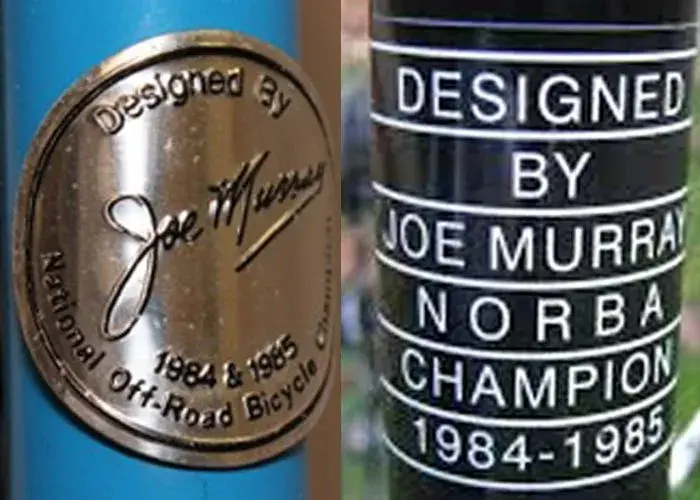 Designed By
Joe Murray
1984 & 1985
National Off-Road Bicycle Champion
DESIGNED
BY
JOE MURRAY
NORBA
CHAMPION
1984-1985